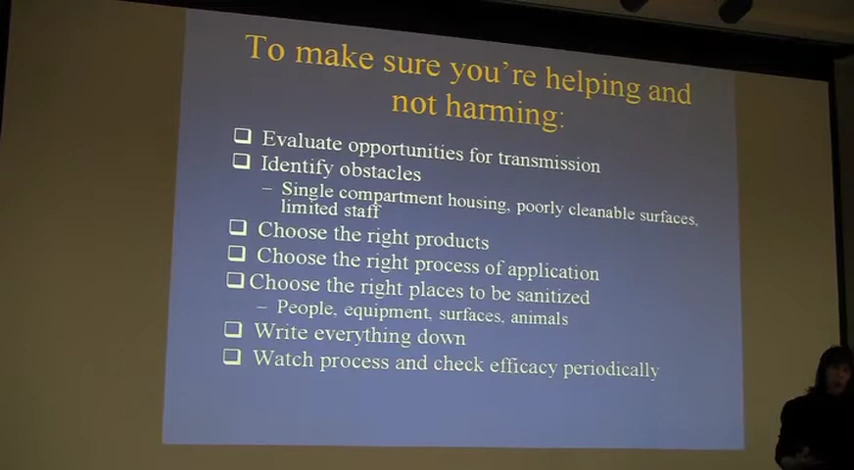 To make sure you're helping and
not harming:
❑ Evaluate opportunities for transmission
❑ Identify obstacles
– Single compartment housing, poorly cleanable surfaces,
limited staff
❑ Choose the right products
❑ Choose the right process of application
❑ Choose the right places to be sanitized
– People, equipment, surfaces, animals
❑ Write everything down
❑ Watch process and check efficacy periodically